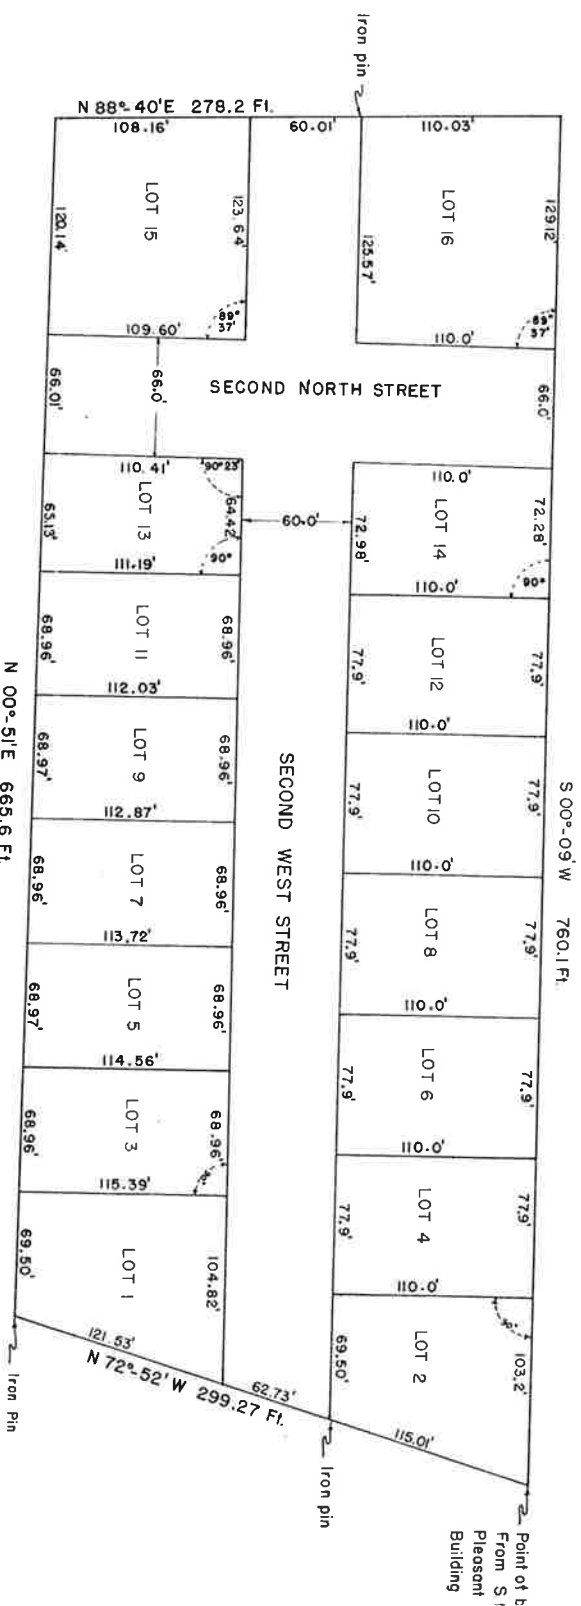 Iron pin
N 88°-40'E 278.2 Ft.
108.16' 60.01' 110.03'
LOT 15
120.14'
123.64'
89° 37'
109.60'
LOT 16
125.57'
129.12'
89° 37'
110.0'
66.01'
66.0'
SECOND NORTH STREET
66.0'
110.41'
90°23'
LOT 13
64.42'
65.13'
90°
111.19'
60.0'
110.0'
LOT 14
72.28'
72.98'
90°
110.0'
LOT 11
68.96'
68.96'
112.03'
LOT 12
77.9'
77.9'
110.0'
LOT 9
68.96'
68.97'
112.87'
LOT 10
77.9'
77.9'
110.0'
LOT 7
68.96'
68.96'
113.72'
LOT 8
77.9'
77.9'
110.0'
LOT 5
68.96'
68.97'
114.56'
LOT 6
77.9'
77.9'
110.0'
LOT 3
68.96'
68.96'
90°
115.39'
LOT 4
77.9'
77.9'
110.0'
LOT 1
104.82'
69.50'
121.53'
LOT 2
90°
103.2'
69.50'
115.01'
62.73'
SECOND WEST STREET
N 00°-51'E 665.6 Ft.
S 00°-09'W 760.1 Ft.
N 72°-52' W 299.27 Ft.
Iron Pin
Iron pin
Point of b
From S
Pleasant
Building